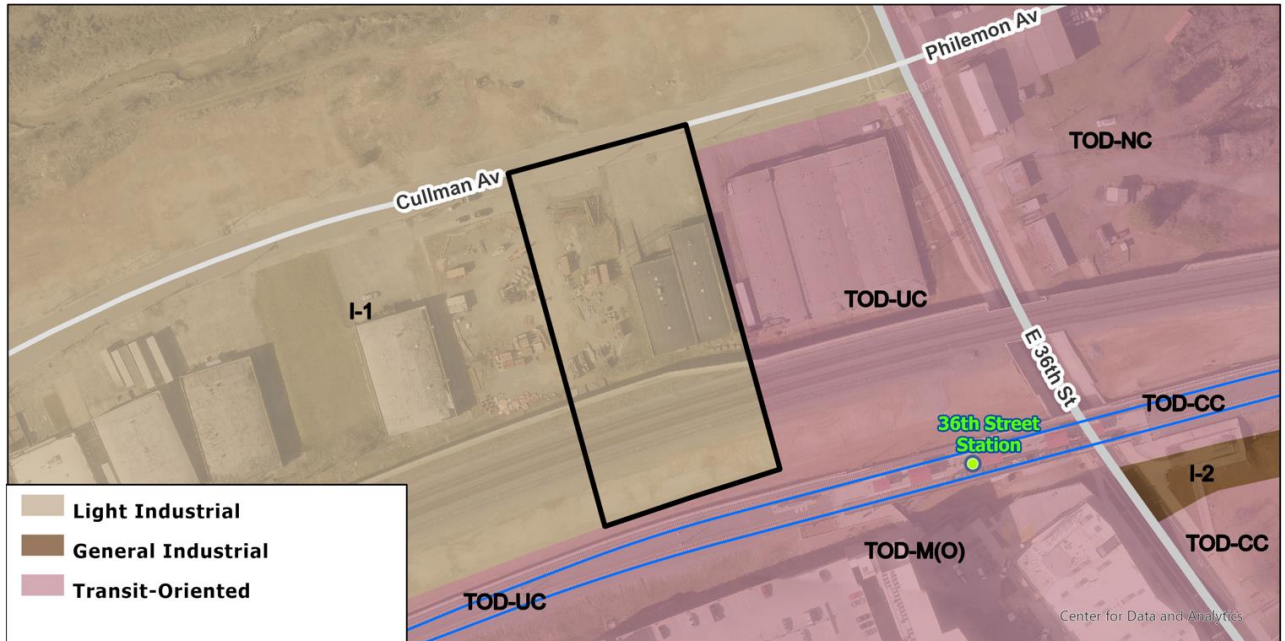 Philemon Av
TOD-NC
Cullman Av
I-1
TOD-UC
E 36th St
TOD-CC
36th Street
Station
I-2
TOD-M(O)
TOD-CC
TOD-UC
Light Industrial
General Industrial
Transit-Oriented
Center for Data and Analytics